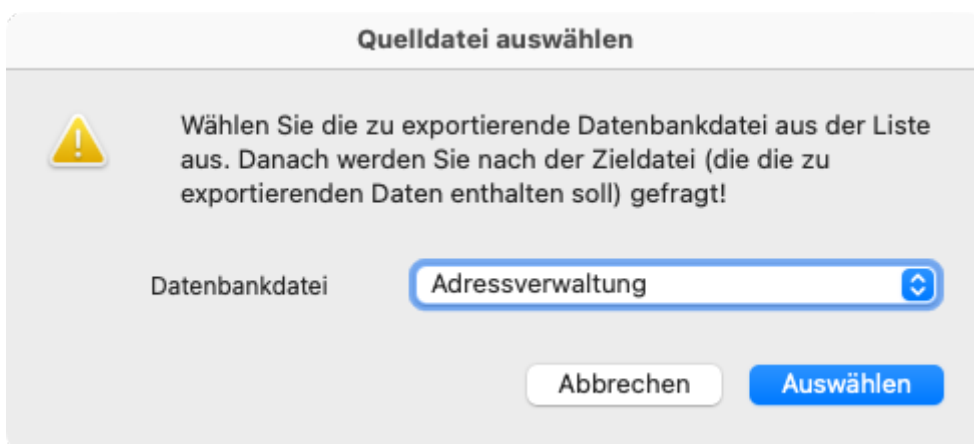 Quelldatei auswählen
Wählen Sie die zu exportierende Datenbankdatei aus der Liste
aus. Danach werden Sie nach der Zieldatei (die die zu
exportierenden Daten enthalten soll) gefragt!
Datenbankdatei Adressverwaltung
Abbrechen Auswählen